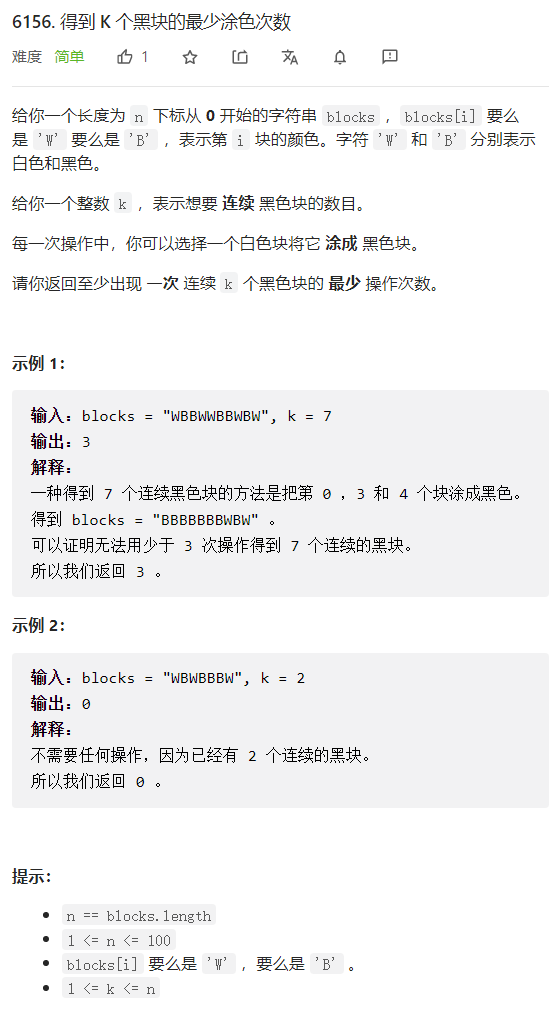 6156. 得到 K 个黑块的最少涂色次数
难度 简单 1
给你一个长度为 n 下标从 0 开始的字符串 blocks ，blocks[i] 要么
是 'W' 要么是 'B' ，表示第 i 块的颜色。字符 'W' 和 'B' 分别表示
白色和黑色。
给你一个整数 k ，表示想要 连续 黑色块的数目。
每一次操作中，你可以选择一个白色块将它 涂成 黑色块。
请你返回至少出现 一次 连续 k 个黑色块的 最少 操作次数。
示例 1：
输入：blocks = "WBBWWBBWBW", k = 7
输出：3
解释：
一种得到 7 个连续黑色块的方法是把第 0 ，3 和 4 个块涂成黑色。
得到 blocks = "BBBBBBBWBW" 。
可以证明无法用少于 3 次操作得到 7 个连续的黑块。
所以我们返回 3 。
示例 2：
输入：blocks = "WBWBBBW", k = 2
输出：0
解释：
不需要任何操作，因为已经有 2 个连续的黑块。
所以我们返回 0 。
提示：
n == blocks.length
1 <= n <= 100
blocks[i] 要么是 'W' ，要么是 'B' 。
1 <= k <= n